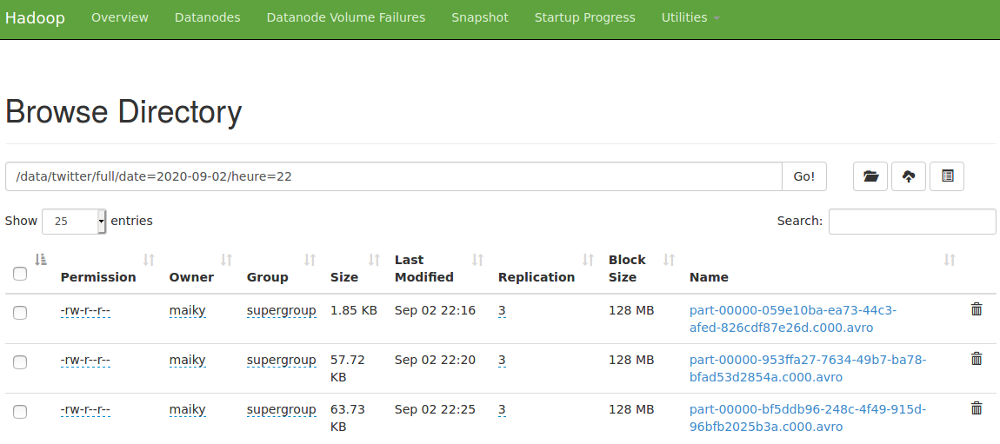 Hadoop Overview Datanodes Datanode Volume Failures Snapshot Startup Progress Utilities
Browse Directory
/data/twitter/full/date=2020-09-02/heure=22 Go!
Show 25 entries Search:
Permission Owner Group Size Last Modified Replication Block Size Name
-rw-r--r-- maiky supergroup 1.85 KB Sep 02 22:16 3 128 MB part-00000-059e10ba-ea73-44c3-
afed-826cdf87e26d.c000.avro
-rw-r--r-- maiky supergroup 57.72 KB Sep 02 22:20 3 128 MB part-00000-953ffa27-7634-49b7-ba78-
bfad53d2854a.c000.avro
-rw-r--r-- maiky supergroup 63.73 KB Sep 02 22:25 3 128 MB part-00000-bf5ddb96-248c-4f49-915d-
96bfb2025b3a.c000.avro